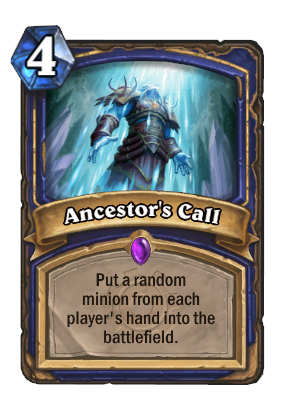 4
Ancestor's Call
Put a random
minion from each
player's hand into the
battlefield.